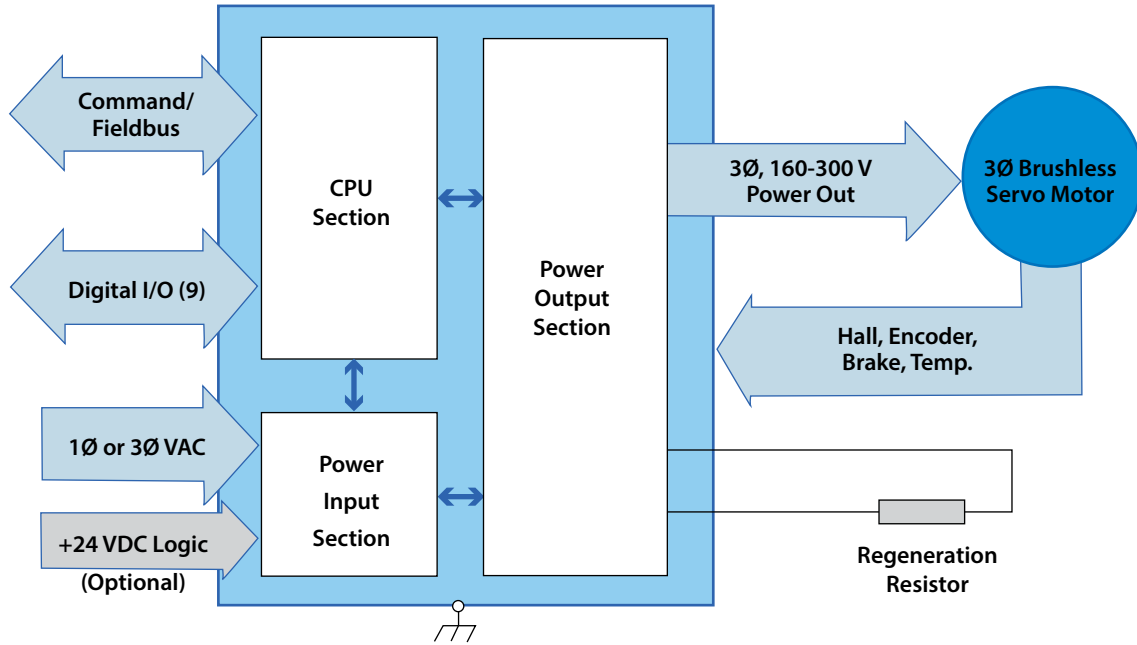 Command/
Fieldbus
CPU
Section
3Ø, 160-300 V
Power Out
3Ø Brushless
Servo Motor
Digital I/O (9)
Power
Output
Section
Hall, Encoder,
Brake, Temp.
1Ø or 3Ø VAC
Power
Input
Section
+24 VDC Logic
(Optional)
Regeneration
Resistor